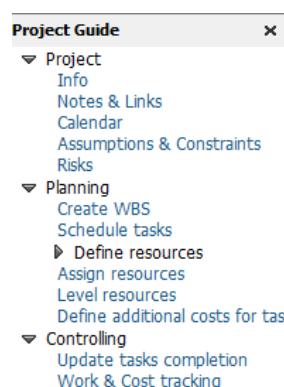 Project Guide
Project
Info
Notes & Links
Calendar
Assumptions & Constraints
Risks
Planning
Create WBS
Schedule tasks
Define resources
Assign resources
Level resources
Define additional costs for tas
Controlling
Update tasks completion
Work & Cost tracking